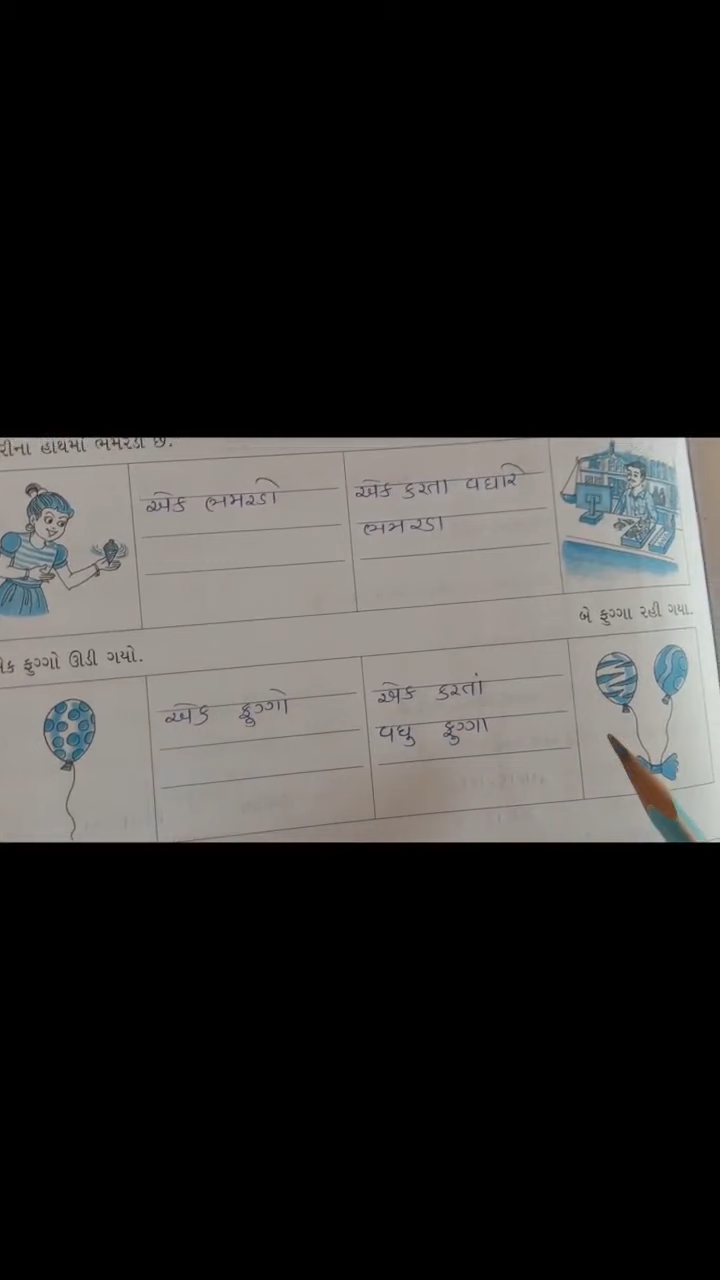 હાથમાં ભમરડો છે.
એક ભમરડો
એક કરતા વધારે
ભમરડા
બે ફુગ્ગા રહી ગયા.
ફુગ્ગો ઊડી ગયો.
એક ફુગ્ગો
એક કરતાં
વધુ ફુગ્ગા